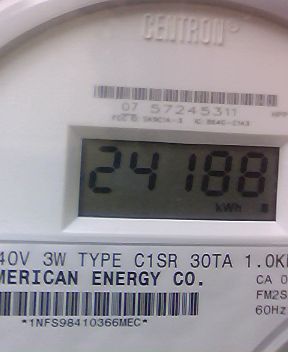 CENTRON®
07 57245311
24188
kWh
40V 3W TYPE C1SR 30TA 1.0K
MERICAN ENERGY CO.
CA 0
FM2S
60Hz
*1NFS98410366MEC*